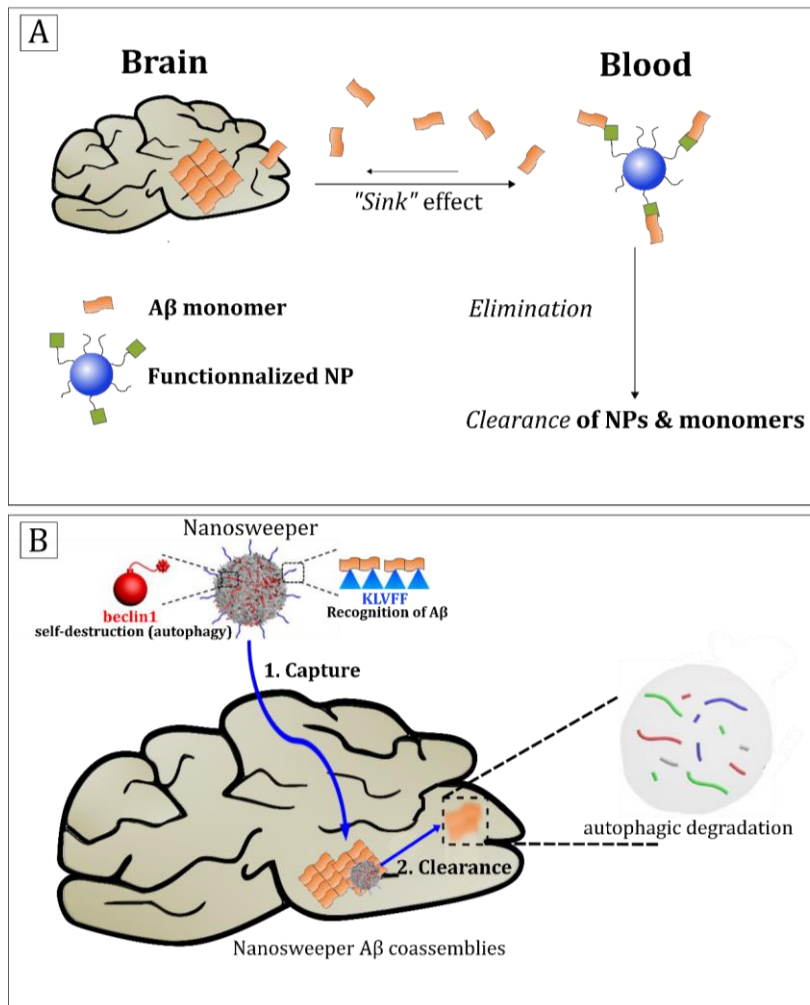 A
Brain
Blood
"Sink" effect
Aβ monomer
Elimination
Functionnalized NP
Clearance of NPs & monomers
B
Nanosweeper
beclin1
self-destruction (autophagy)
KLVFF
Recognition of Aβ
1. Capture
autophagic degradation
2. Clearance
Nanosweeper Aβ coassemblies